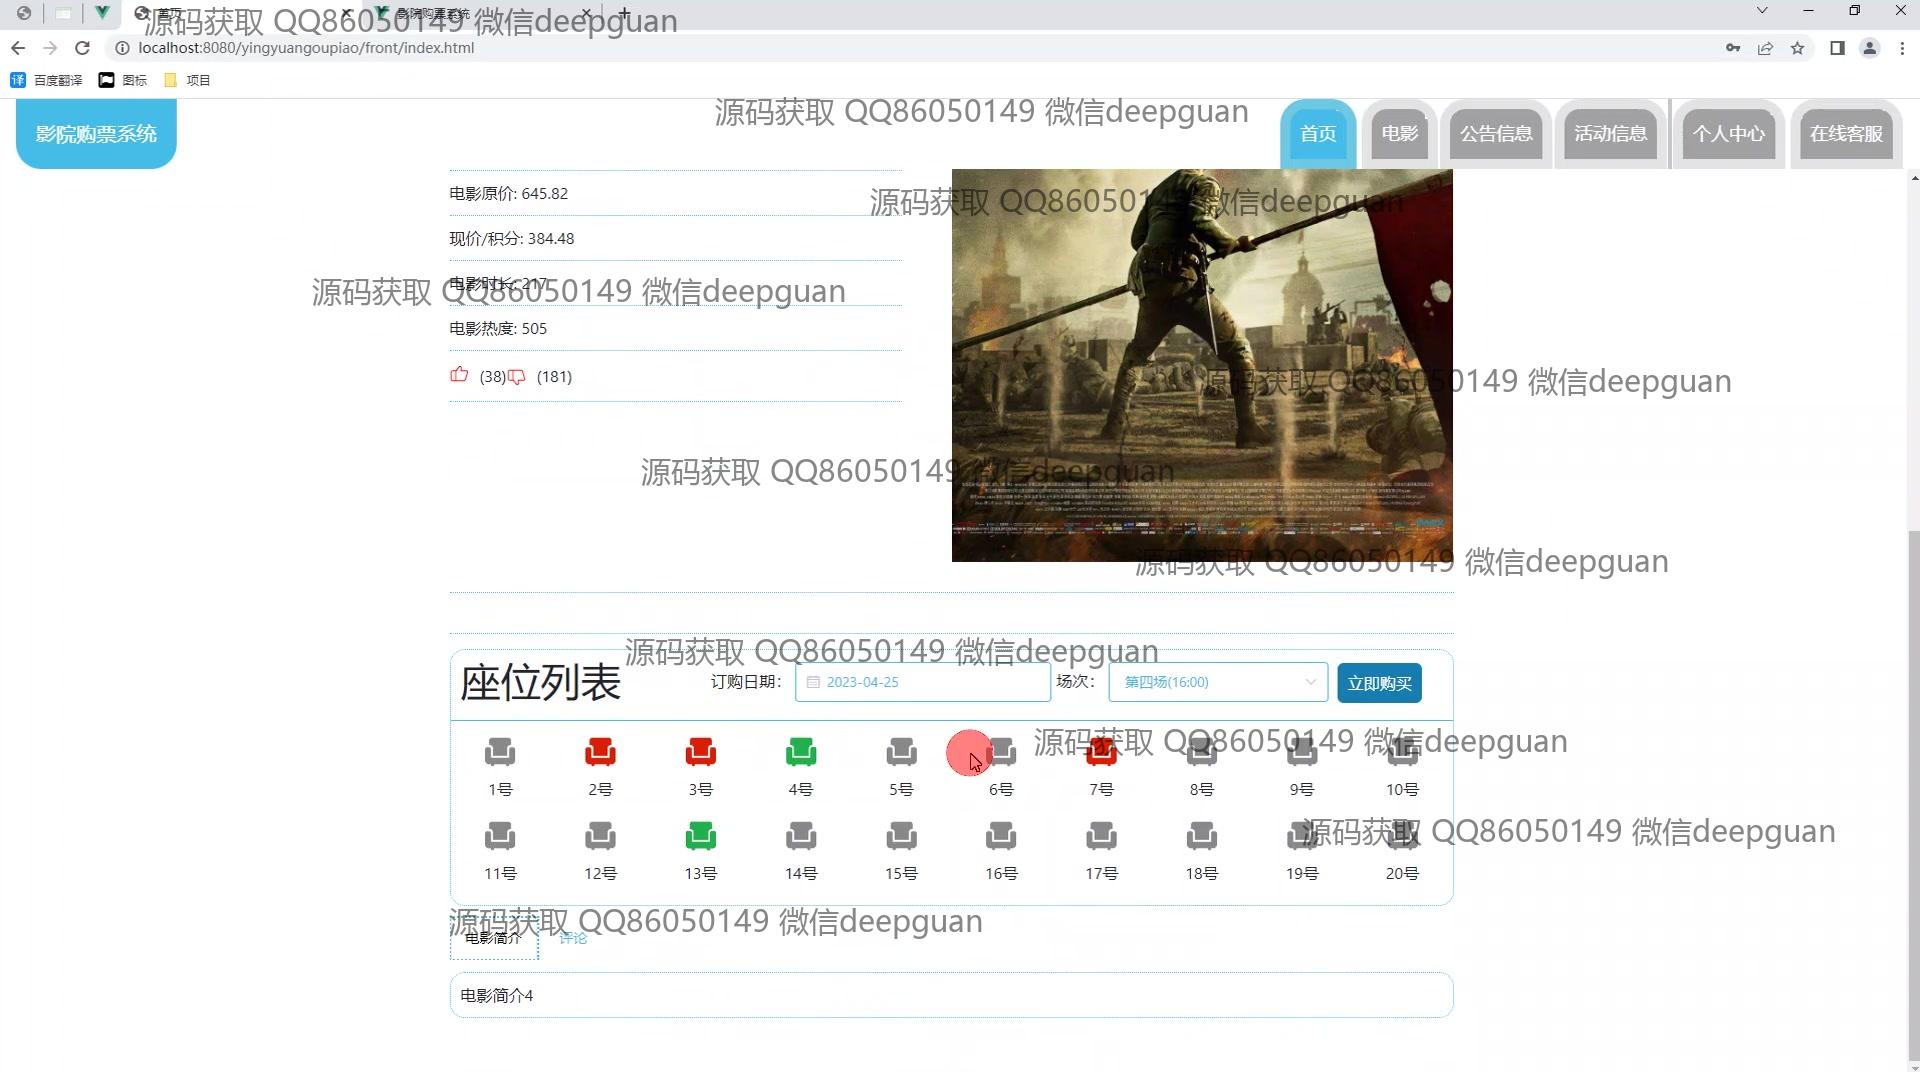 首页
影院购票系统
源码获取 QQ86050149 微信deepguan
localhost:8080/yingyuangoupiao/front/index.html
译 百度翻译 图标 项目
源码获取 QQ86050149 微信deepguan
影院购票系统 首页 电影 公告信息 活动信息 个人中心 在线客服
电影原价: 645.82
源码获取 QQ86050149 微信deepguan
现价/积分: 384.48
电影时长: 217
源码获取 QQ86050149 微信deepguan
电影热度: 505
(38) (181)
源码获取 QQ86050149 微信deepguan
源码获取 QQ86050149 微信deepguan
源码获取 QQ86050149 微信deepguan
源码获取 QQ86050149 微信deepguan
座位列表 订购日期： 2023-04-25 场次： 第四场(16:00) 立即购买
源码获取 QQ86050149 微信deepguan
1号 2号 3号 4号 5号 6号 7号 8号 9号 10号
源码获取 QQ86050149 微信deepguan
11号 12号 13号 14号 15号 16号 17号 18号 19号 20号
源码获取 QQ86050149 微信deepguan
电影简介 评论
电影简介4